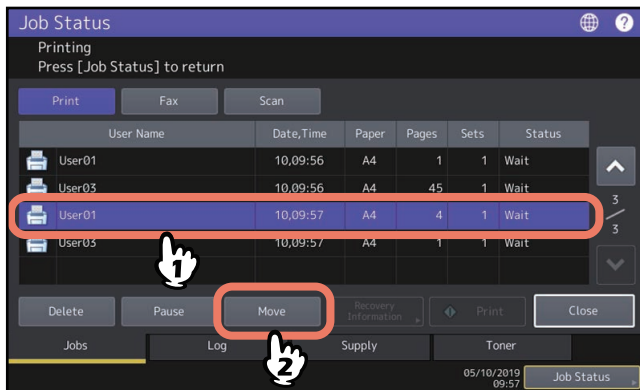 Job Status
?
Printing
Press [Job Status] to return
Print Fax Scan
User Name Date,Time Paper Pages Sets Status
User01 10,09:56 A4 1 1 Wait
User03 10,09:56 A4 45 1 Wait
User01 10,09:57 A4 4 1 Wait
User03 10,09:57 A4 1 1 Wait
3
3
1
Delete Pause Move Recovery Information Print Close
2
Jobs Log Supply Toner
05/10/2019
09:57
Job Status